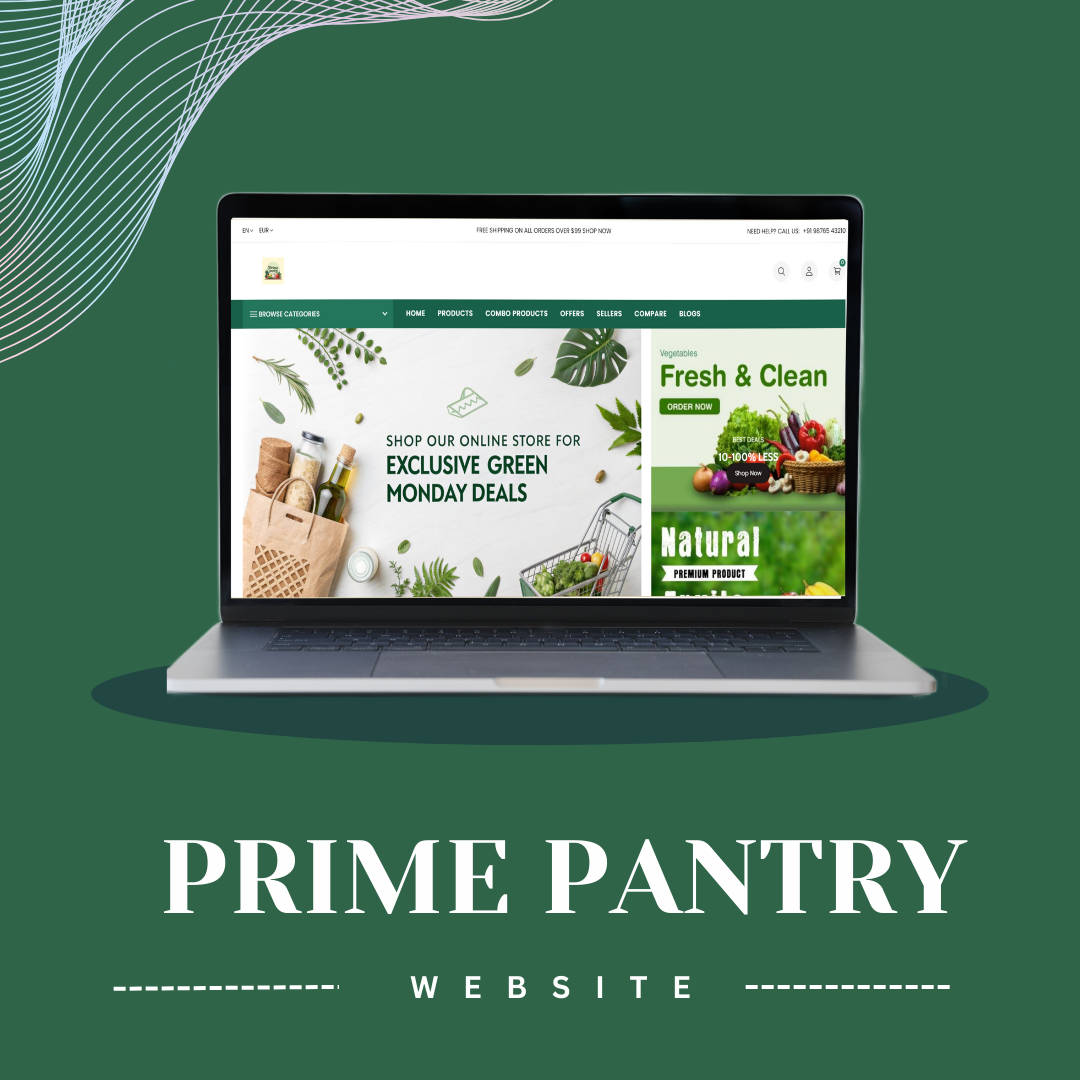 EN EUR FREE SHIPPING ON ALL ORDERS OVER $99 SHOP NOW NEED HELP? CALL US: +91 98765 43210
0
BROWSE CATEGORIES HOME PRODUCTS COMBO PRODUCTS OFFERS SELLERS COMPARE BLOGS
SHOP OUR ONLINE STORE FOR
EXCLUSIVE GREEN
MONDAY DEALS
Vegetables
Fresh & Clean
ORDER NOW
BEST DEALS
10-100% LESS
Shop Now
Natural
PREMIUM PRODUCT
PRIME PANTRY
WEBSITE